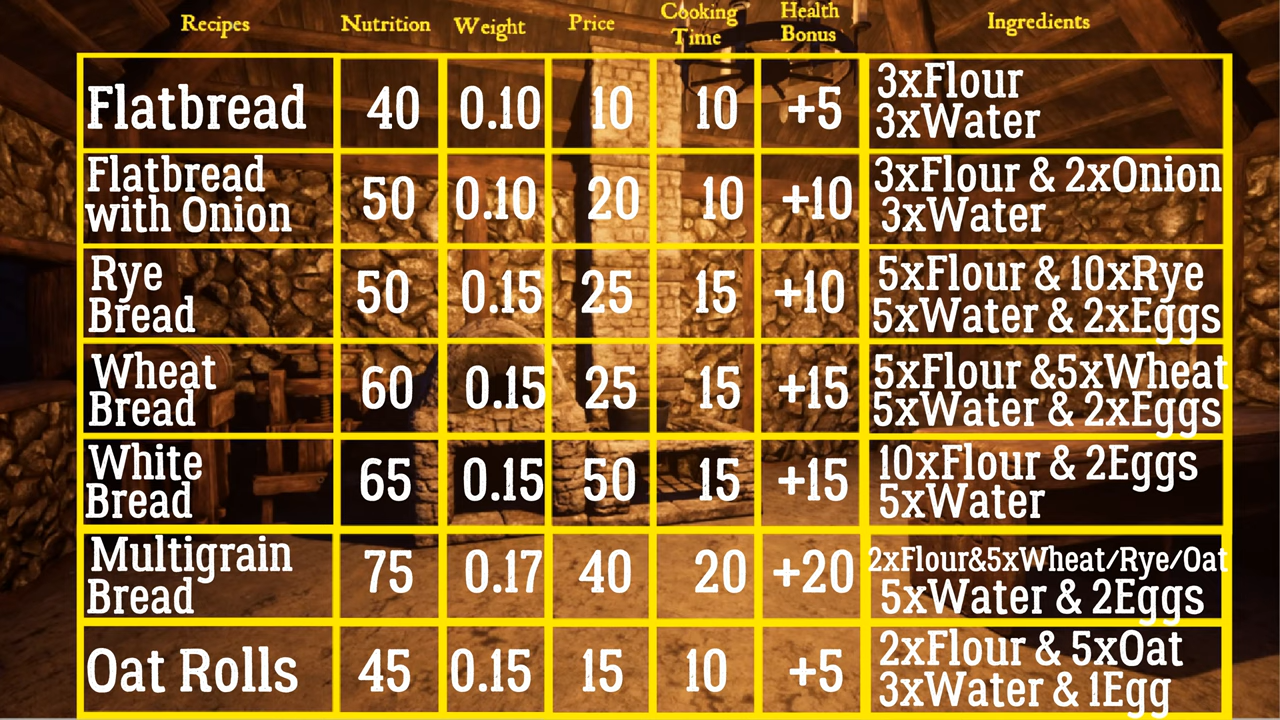 Recipes Nutrition Weight Price Cooking Time Health Bonus Ingredients
Flatbread 40 0.10 10 10 +5 3xFlour
3xWater
Flatbread
with Onion 50 0.10 20 10 +10 3xFlour & 2xOnion
3xWater
Rye
Bread 50 0.15 25 15 +10 5xFlour & 10xRye
5xWater & 2xEggs
Wheat
Bread 60 0.15 25 15 +15 5xFlour &5xWheat
5xWater & 2xEggs
White
Bread 65 0.15 50 15 +15 10xFlour & 2Eggs
5xWater
Multigrain
Bread 75 0.17 40 20 +20 2xFlour&5xWheat/Rye/Oat
5xWater & 2Eggs
Oat Rolls 45 0.15 15 10 +5 2xFlour & 5xOat
3xWater & 1Egg